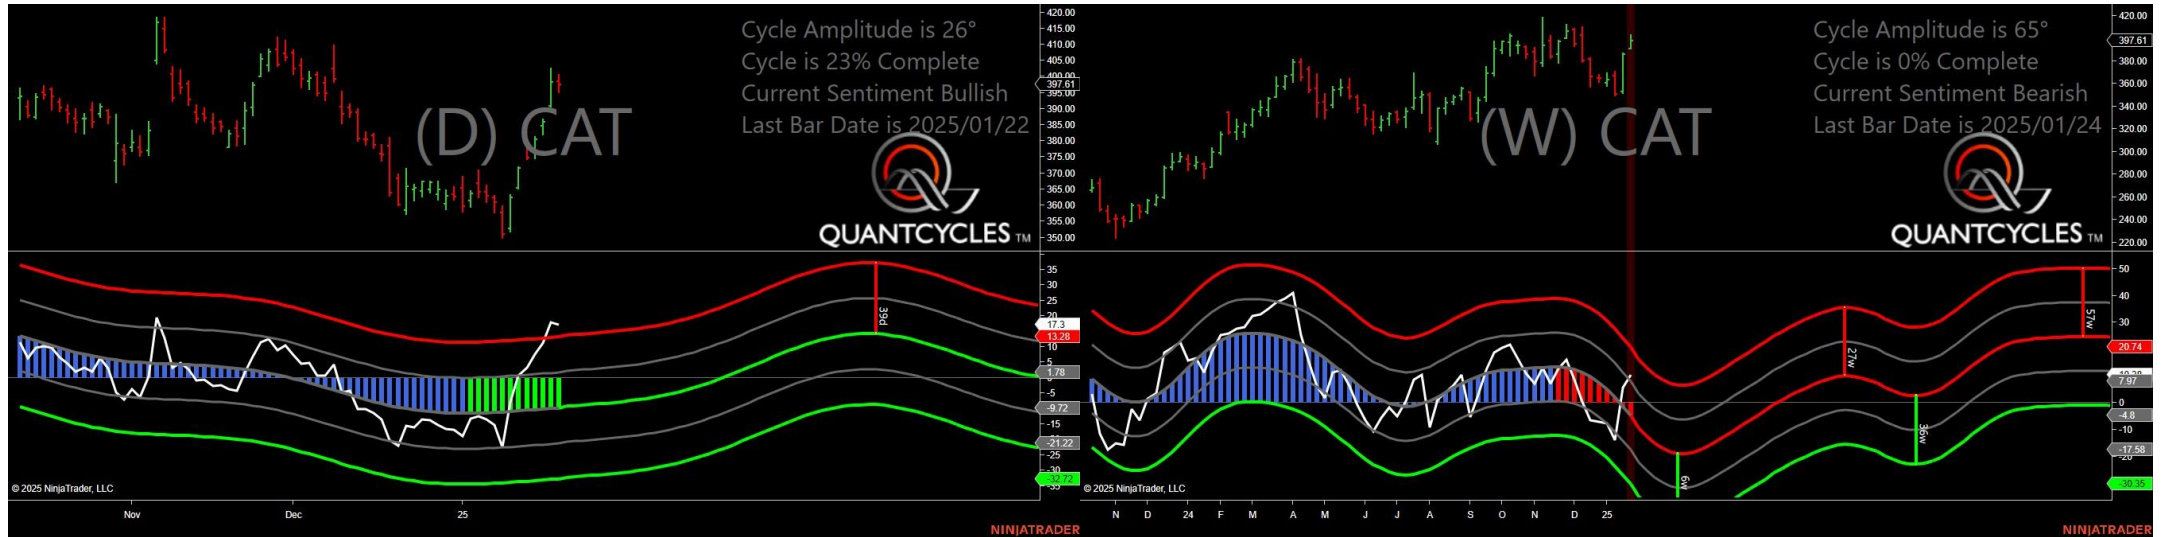 Cycle Amplitude is 26°
Cycle is 23% Complete
Current Sentiment Bullish
Last Bar Date is 2025/01/22
(D) CAT
QUANTCYCLES TM
420.00
415.00
410.00
405.00
400.00
397.61
395.00
390.00
385.00
380.00
375.00
370.00
365.00
360.00
355.00
350.00
35
30
25
20
17.3
13.28
10
5
1.78
-5
-9.72
-15
-21.22
-25
-30
-32.72
39d
© 2025 NinjaTrader, LLC
Nov
Dec
25
NINJATRADER
Cycle Amplitude is 65°
Cycle is 0% Complete
Current Sentiment Bearish
Last Bar Date is 2025/01/24
(W) CAT
QUANTCYCLES TM
420.00
397.61
380.00
360.00
340.00
320.00
300.00
280.00
260.00
240.00
220.00
50
40
30
20.74
7.97
0
-4.8
-10
-17.58
-30.35
6w
27w
36w
57w
© 2025 NinjaTrader, LLC
N D 24 F M A M J J A S O N D 25
NINJATRADER